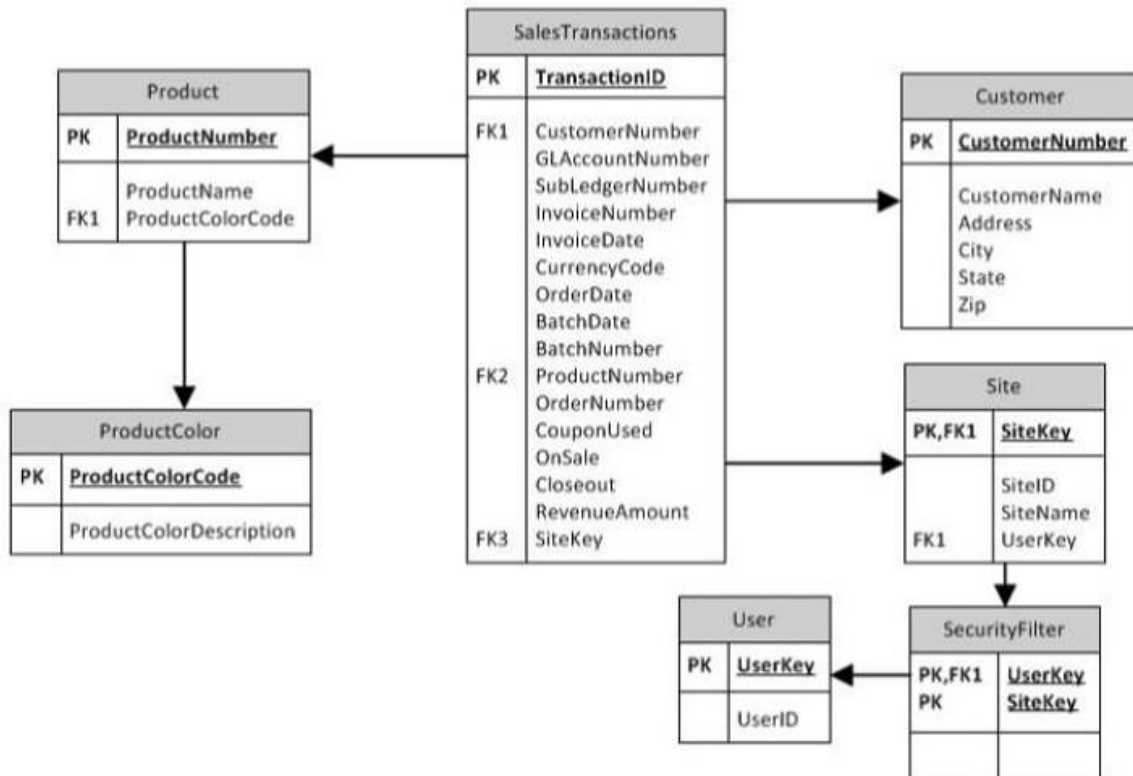 SalesTransactions
PK TransactionID
FK1 CustomerNumber
GLAccountNumber
SubLedgerNumber
InvoiceNumber
InvoiceDate
CurrencyCode
OrderDate
BatchDate
BatchNumber
FK2 ProductNumber
OrderNumber
CouponUsed
OnSale
Closeout
RevenueAmount
FK3 SiteKey
Product
PK ProductNumber
ProductName
FK1 ProductColorCode
ProductColor
PK ProductColorCode
ProductColorDescription
Customer
PK CustomerNumber
CustomerName
Address
City
State
Zip
Site
PK,FK1 SiteKey
SiteID
SiteName
FK1 UserKey
User
PK UserKey
UserID
SecurityFilter
PK,FK1 UserKey
PK SiteKey